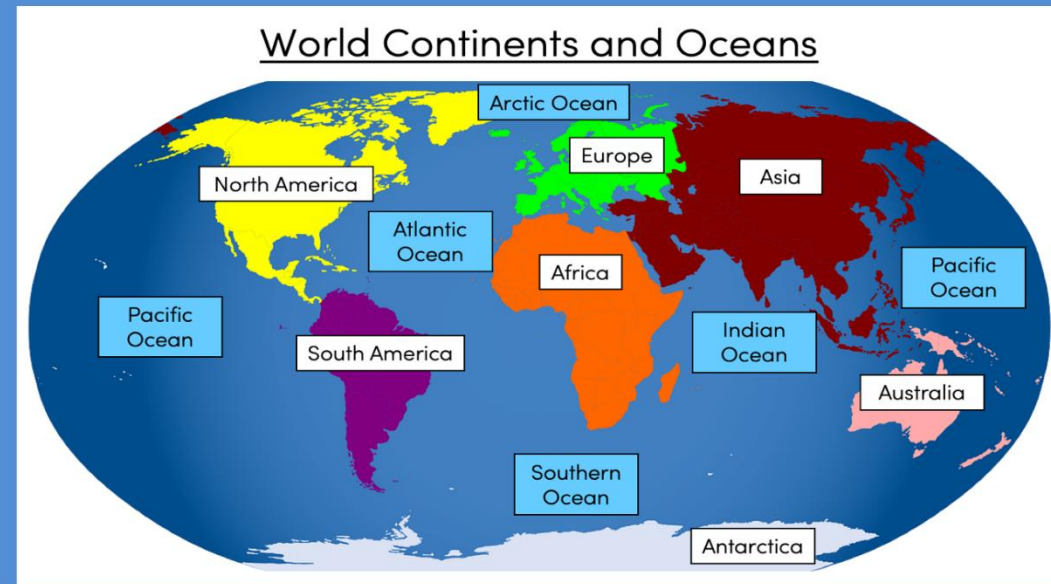 World Continents and Oceans
Arctic Ocean
Europe
Asia
North America
Atlantic
Ocean
Africa
Pacific
Ocean
Pacific
Ocean
Indian
Ocean
South America
Australia
Southern
Ocean
Antarctica